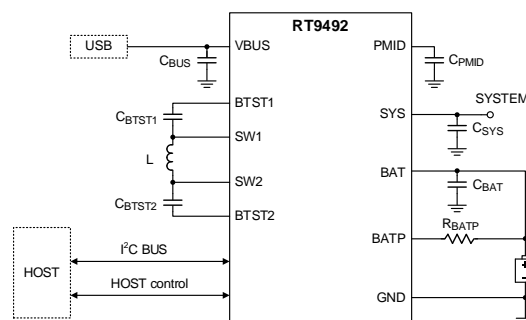 RT9492
USB
VBUS
PMID
CBUS
CPMID
BTST1
CBTST1
SYS
SYSTEM
CSYS
SW1
L
SW2
BAT
CBAT
CBTST2
BTST2
RBATP
BATP
I2C BUS
HOST
HOST control
GND